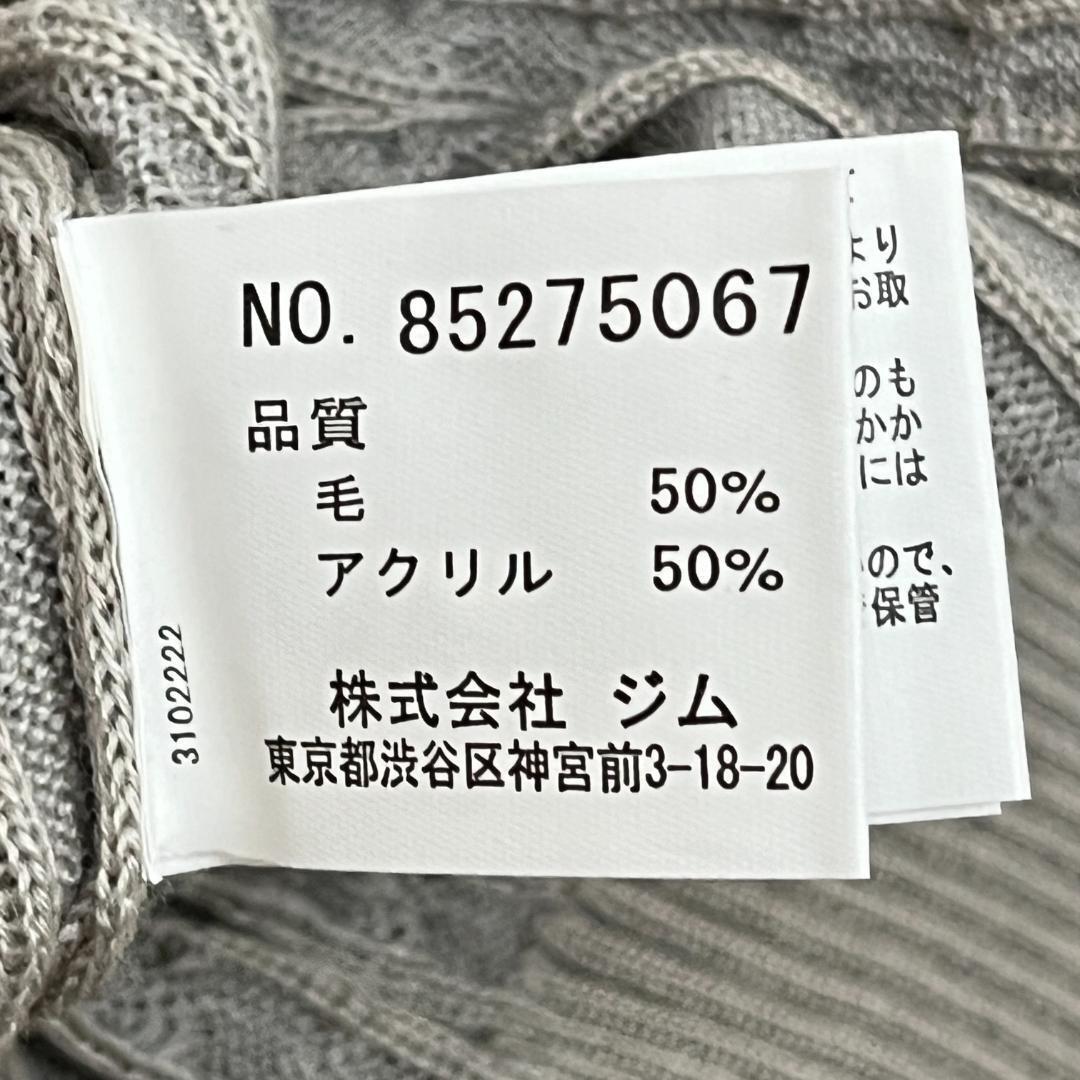 NO. 85275067
品質
毛 50%
アクリル 50%
株式会社 ジム
東京都渋谷区神宮前3-18-20
3102222
より
お取
のも
かか
には
ので、
保管